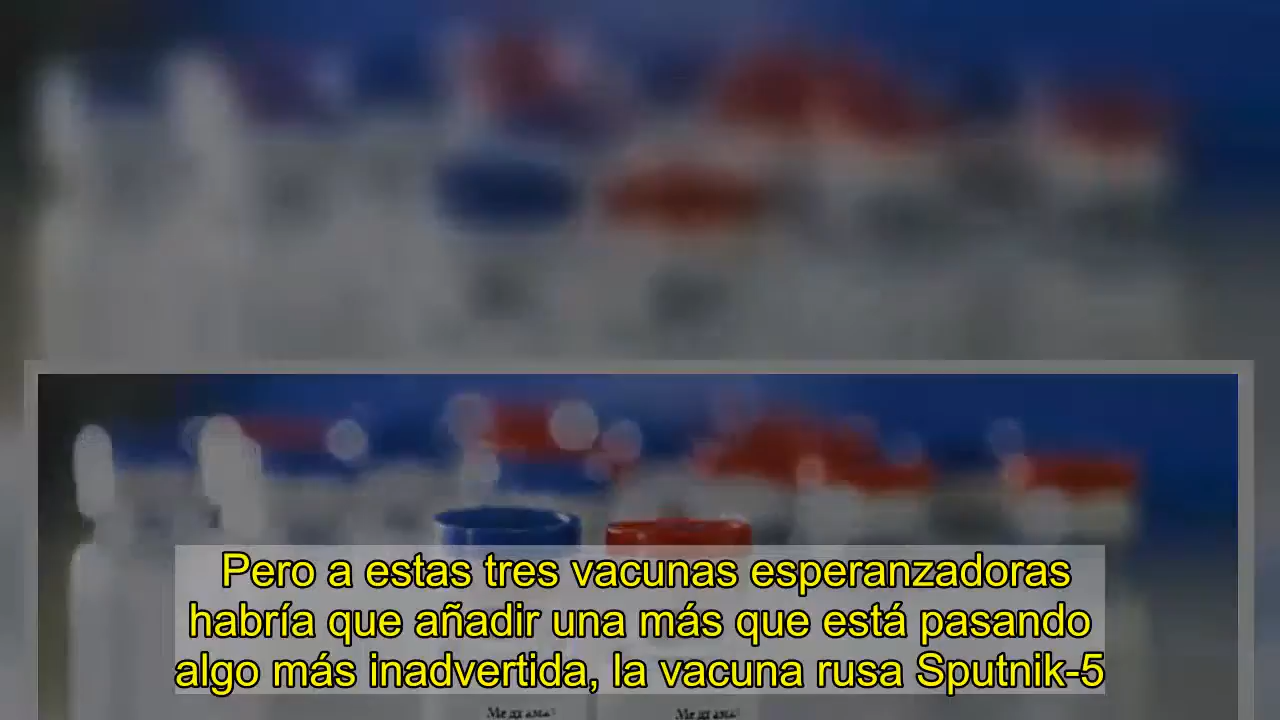 Pero a estas tres vacunas esperanzadoras
habría que añadir una más que está pasando
algo más inadvertida, la vacuna rusa Sputnik-5